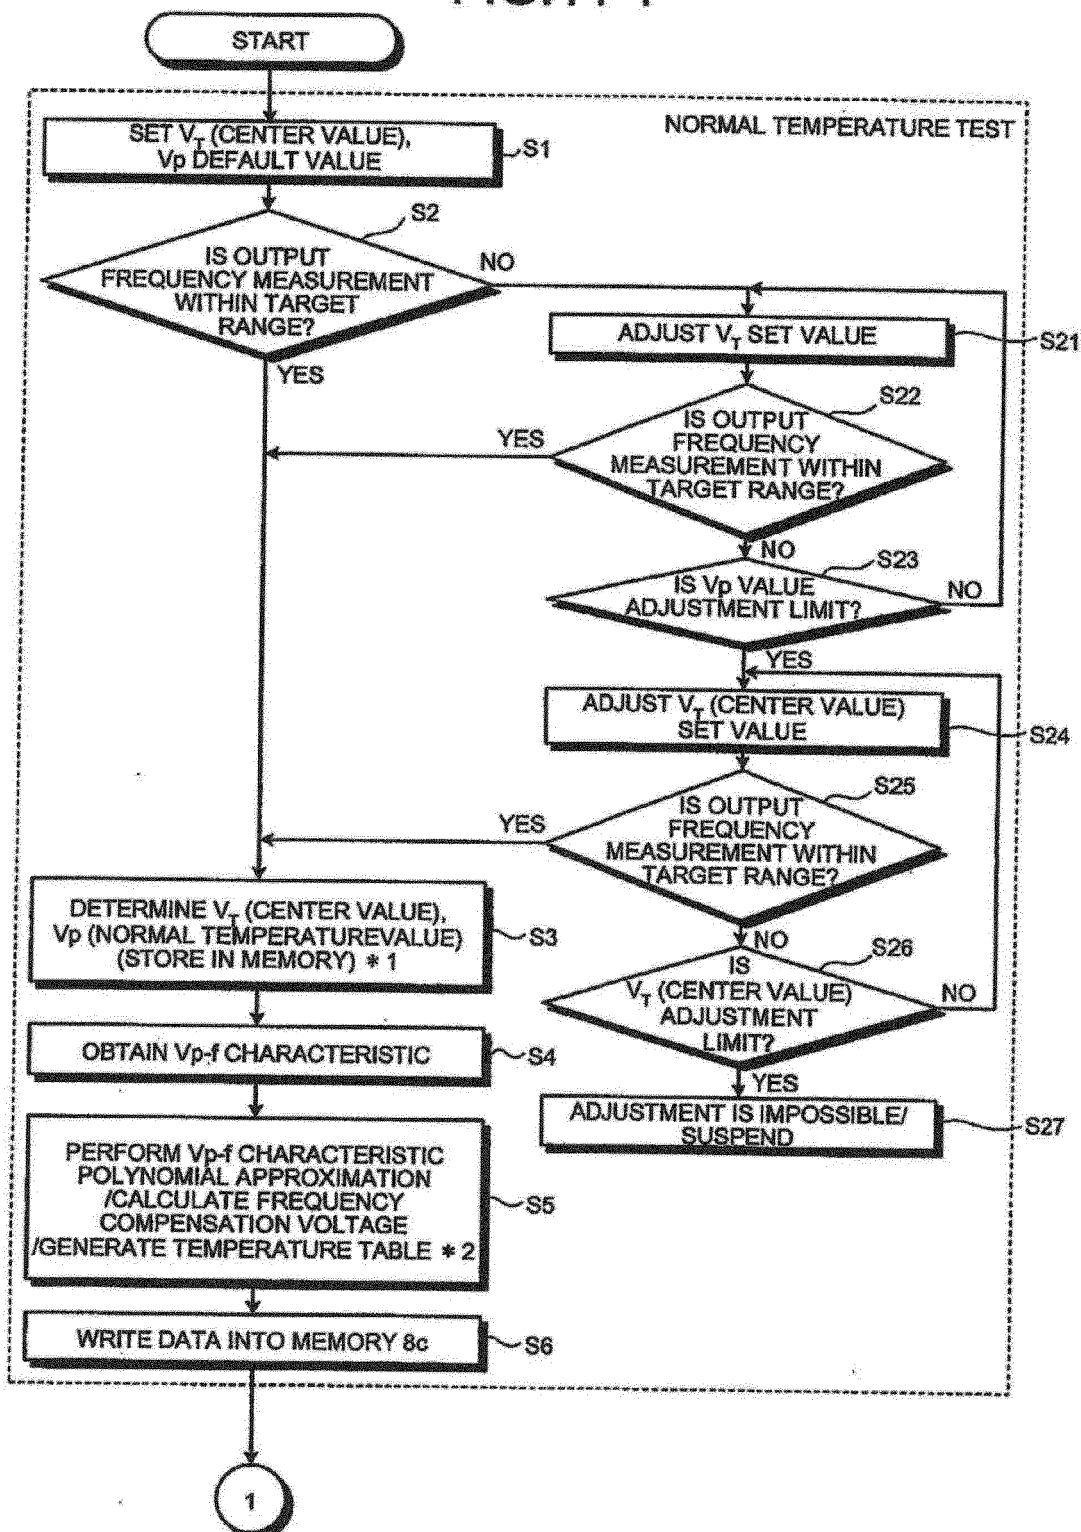 START
NORMAL TEMPERATURE TEST
SET VT (CENTER VALUE),
Vp DEFAULT VALUE
S1
S2
IS OUTPUT
FREQUENCY MEASUREMENT
WITHIN TARGET
RANGE?
NO
YES
ADJUST VT SET VALUE
S21
S22
IS OUTPUT
FREQUENCY
MEASUREMENT WITHIN
TARGET RANGE?
YES
NO
S23
IS Vp VALUE
ADJUSTMENT LIMIT?
NO
YES
ADJUST VT (CENTER VALUE)
SET VALUE
S24
S25
IS OUTPUT
FREQUENCY
MEASUREMENT WITHIN
TARGET RANGE?
YES
NO
S26
IS
VT (CENTER VALUE)
ADJUSTMENT
LIMIT?
NO
YES
ADJUSTMENT IS IMPOSSIBLE/
SUSPEND
S27
DETERMINE VT (CENTER VALUE),
Vp (NORMAL TEMPERATUREVALUE)
(STORE IN MEMORY) * 1
S3
OBTAIN Vp-f CHARACTERISTIC
S4
PERFORM Vp-f CHARACTERISTIC
POLYNOMIAL APPROXIMATION
/CALCULATE FREQUENCY
COMPENSATION VOLTAGE
/GENERATE TEMPERATURE TABLE * 2
S5
WRITE DATA INTO MEMORY 8c
S6
1